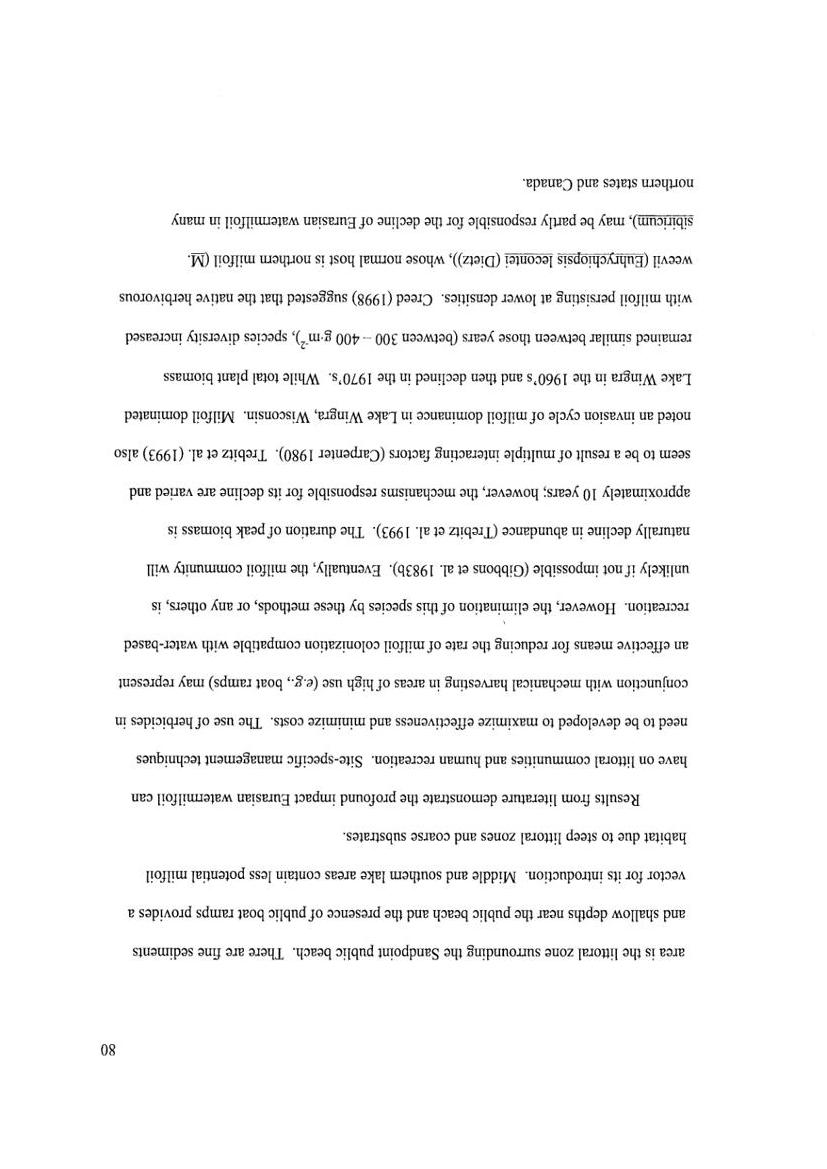 80
area is the littoral zone surrounding the Sandpoint public beach. There are fine sediments
and shallow depths near the public beach and the presence of public boat ramps provides a
vector for its introduction. Middle and southern lake areas contain less potential milfoil
habitat due to steep littoral zones and coarse substrates.
Results from literature demonstrate the profound impact Eurasian watermilfoil can
have on littoral communities and human recreation. Site-specific management techniques
need to be developed to maximize effectiveness and minimize costs. The use of herbicides in
conjunction with mechanical harvesting in areas of high use (e.g., boat ramps) may represent
an effective means for reducing the rate of milfoil colonization compatible with water-based
recreation. However, the elimination of this species by these methods, or any others, is
unlikely if not impossible (Gibbons et al. 1983b). Eventually, the milfoil community will
naturally decline in abundance (Trebitz et al. 1993). The duration of peak biomass is
approximately 10 years; however, the mechanisms responsible for its decline are varied and
seem to be a result of multiple interacting factors (Carpenter 1980). Trebitz et al. (1993) also
noted an invasion cycle of milfoil dominance in Lake Wingra, Wisconsin. Milfoil dominated
Lake Wingra in the 1960's and then declined in the 1970's. While total plant biomass
remained similar between those years (between 300 – 400 g·m⁻²), species diversity increased
with milfoil persisting at lower densities. Creed (1998) suggested that the native herbivorous
weevil (Euhrychiopsis lecontei (Dietz)), whose normal host is northern milfoil (M.
sibiricum), may be partly responsible for the decline of Eurasian watermilfoil in many
northern states and Canada.